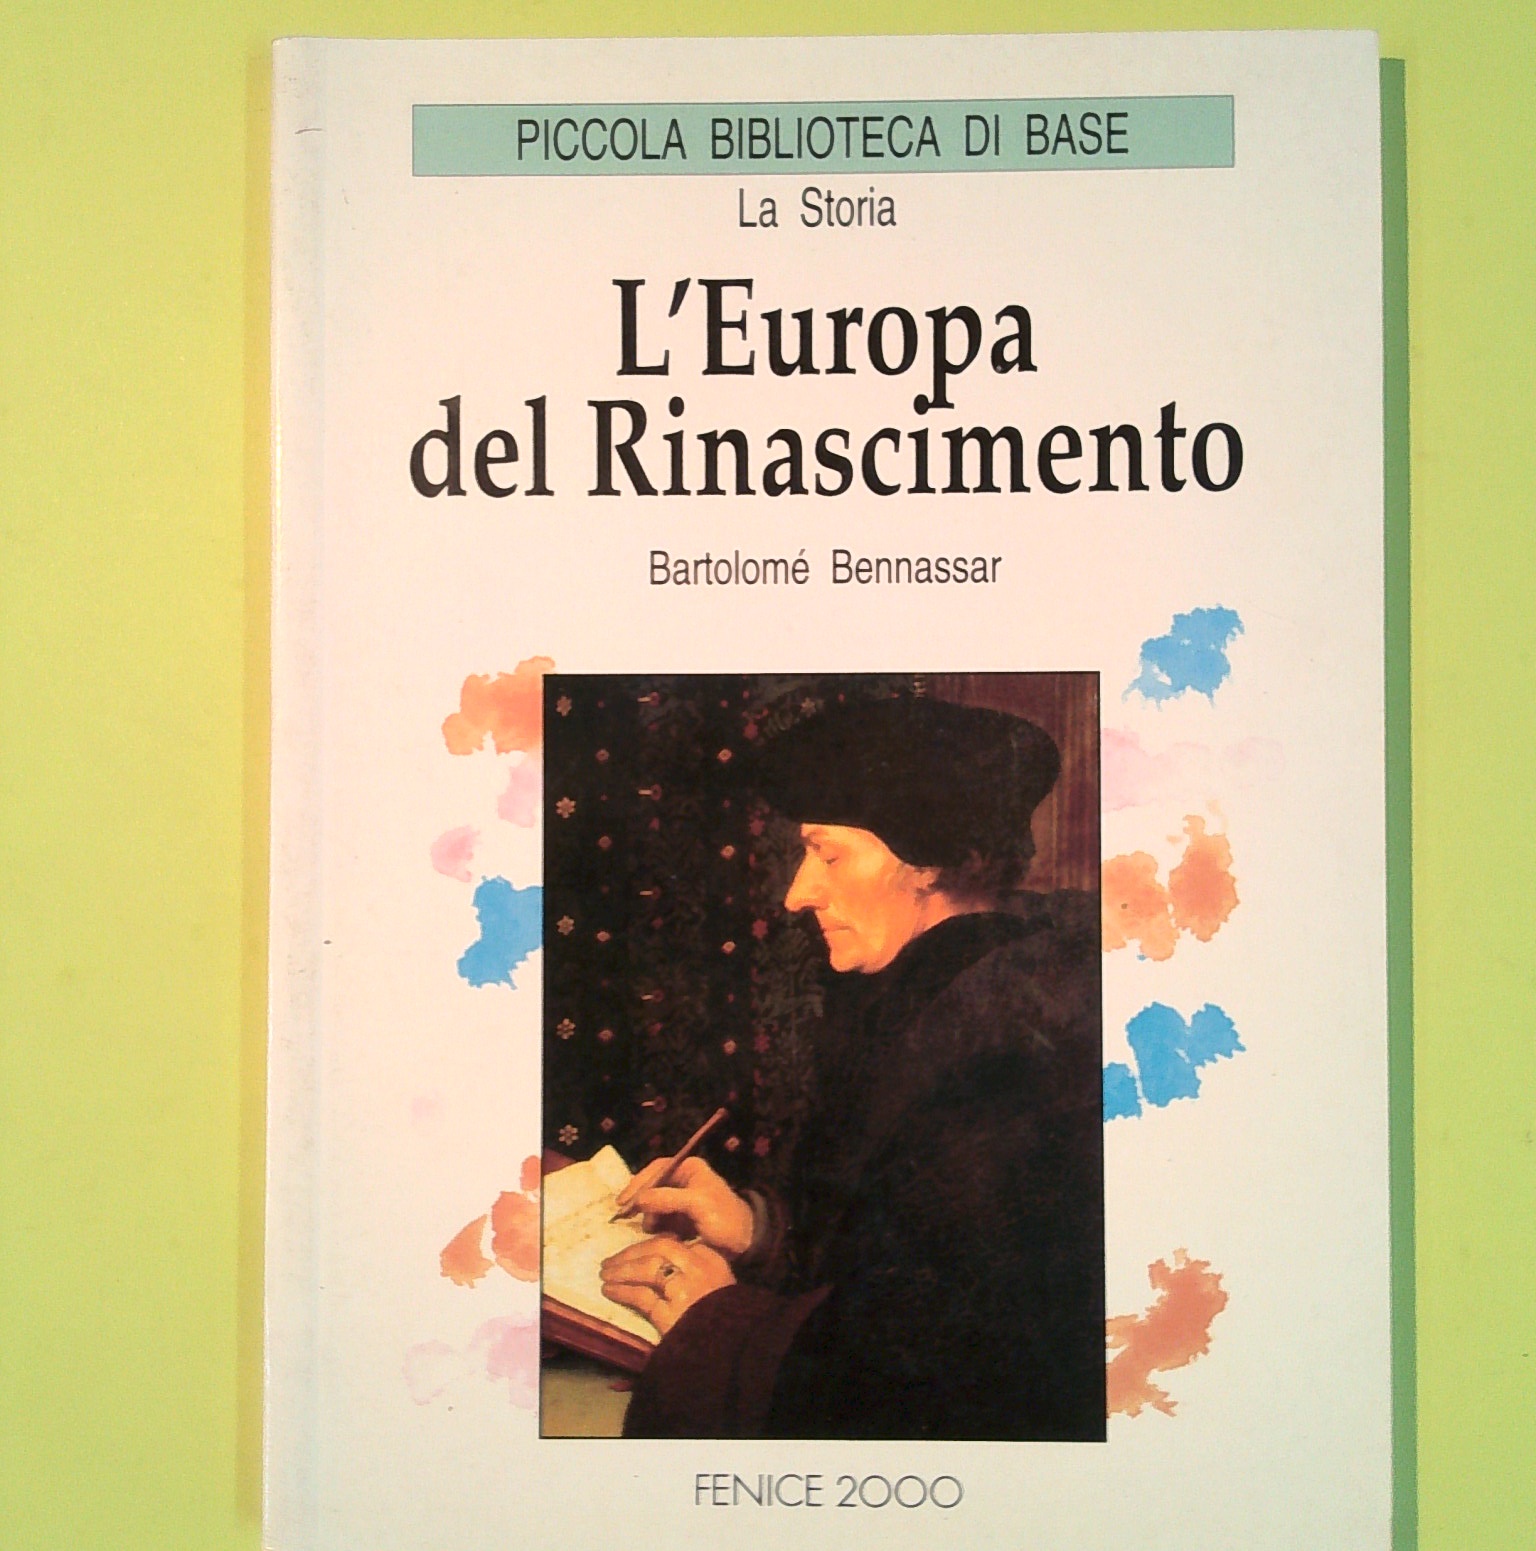 PICCOLA BIBLIOTECA DI BASE
La Storia
L'Europa
del Rinascimento
Bartolomé Bennassar
FENICE 2000